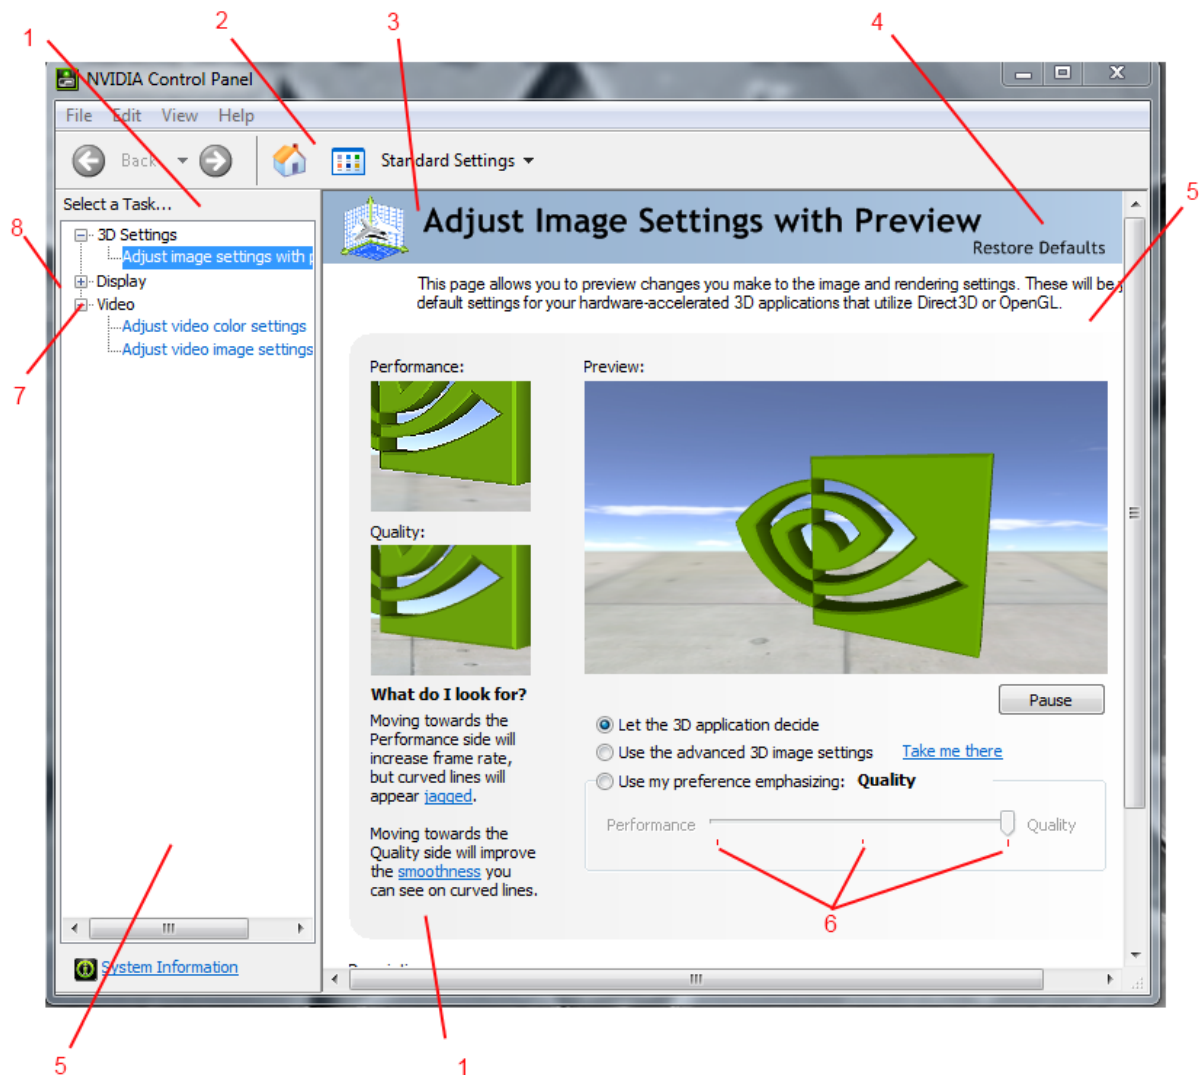 1
2
3
4
NVIDIA Control Panel
File Edit View Help
Back
Standard Settings
5
Select a Task...
8
3D Settings
Adjust image settings with p
Display
Video
Adjust video color settings
Adjust video image settings
7
System Information
5
Adjust Image Settings with Preview
Restore Defaults
This page allows you to preview changes you make to the image and rendering settings. These will be y
default settings for your hardware-accelerated 3D applications that utilize Direct3D or OpenGL.
Performance:
Quality:
What do I look for?
Moving towards the
Performance side will
increase frame rate,
but curved lines will
appear jagged.
Moving towards the
Quality side will improve
the smoothness you
can see on curved lines.
Preview:
Pause
Let the 3D application decide
Use the advanced 3D image settings Take me there
Use my preference emphasizing: Quality
Performance Quality
6
1